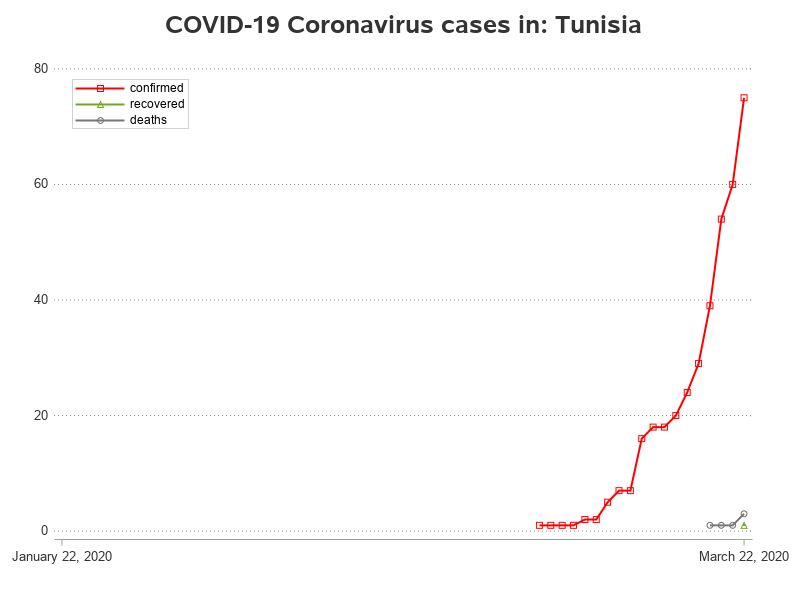 COVID-19 Coronavirus cases in: Tunisia
80
confirmed
recovered
deaths
60
40
20
0
January 22, 2020
March 22, 2020